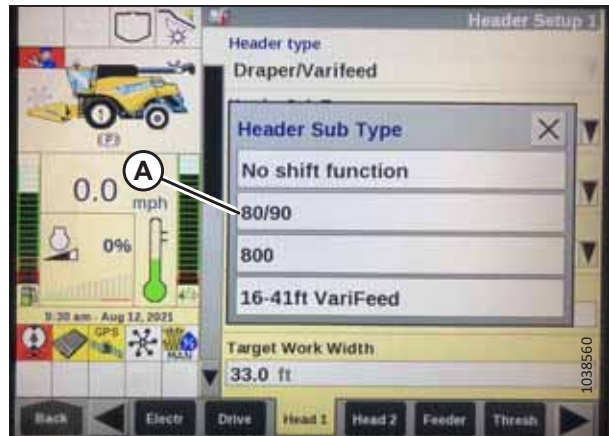 Header Setup 1
Header type
Draper/Varifeed
Header Sub Type
No shift function
80/90
800
16-41ft VariFeed
A
1
(P)
0.0 mph
0%
9:30 am - Aug 12, 2021
GPS
MAXI
Target Work Width
33.0 ft
1038560
Back
Electr
Drive
Head 1
Head 2
Feeder
Thresh